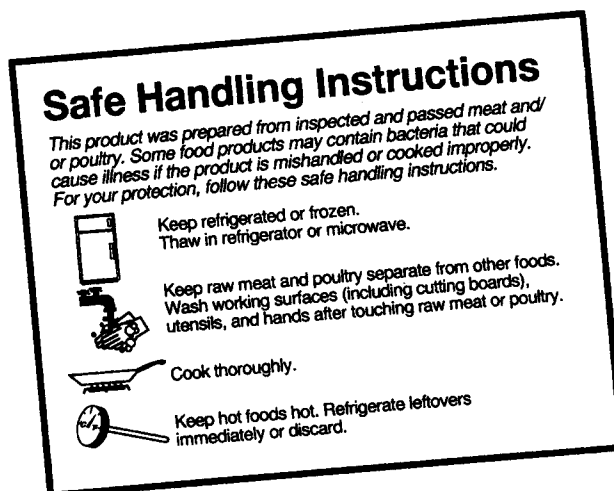 Safe Handling Instructions
This product was prepared from inspected and passed meat and/
or poultry. Some food products may contain bacteria that could
cause illness if the product is mishandled or cooked improperly.
For your protection, follow these safe handling instructions.
Keep refrigerated or frozen.
Thaw in refrigerator or microwave.
Keep raw meat and poultry separate from other foods.
Wash working surfaces (including cutting boards),
utensils, and hands after touching raw meat or poultry.
Cook thoroughly.
Keep hot foods hot. Refrigerate leftovers
immediately or discard.